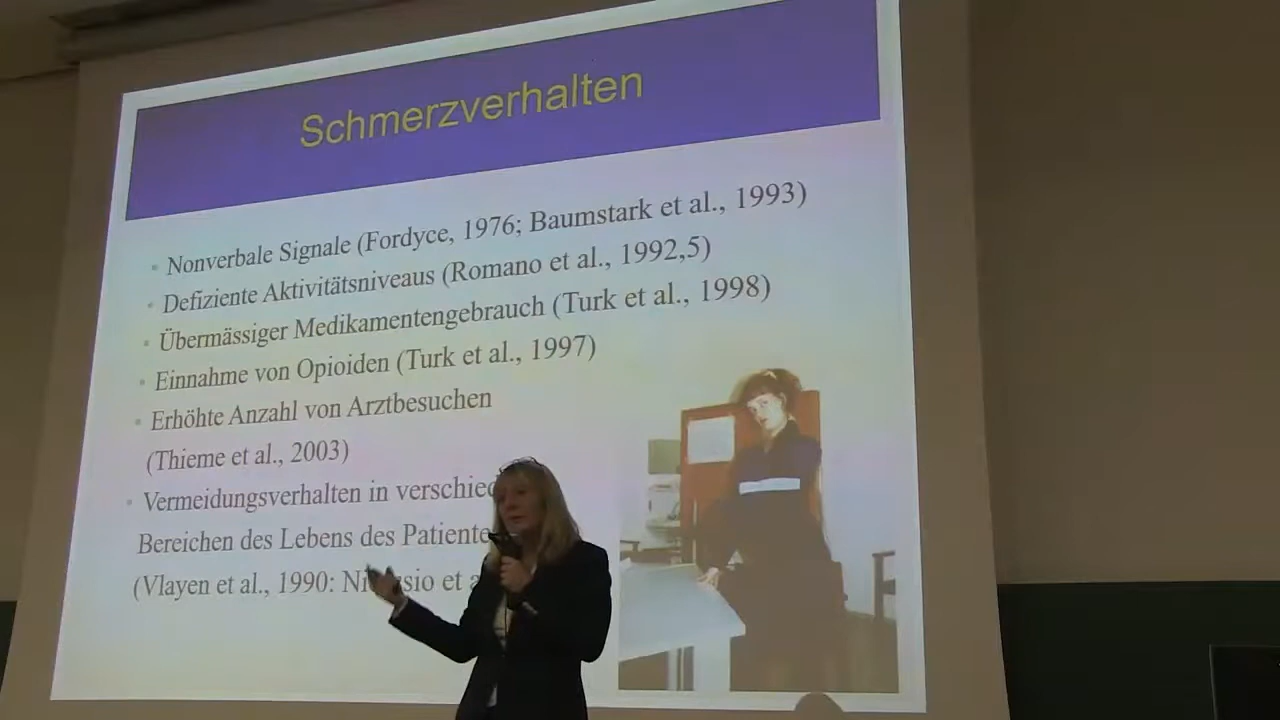 Schmerzverhalten
Nonverbale Signale (Fordyce, 1976; Baumstark et al., 1993)
Defiziente Aktivitätsniveaus (Romano et al., 1992,5)
Übermässiger Medikamentengebrauch (Turk et al., 1998)
Einnahme von Opioiden (Turk et al., 1997)
Erhöhte Anzahl von Arztbesuchen
(Thieme et al., 2003)
Vermeidungsverhalten in
Bereichen des Lebens des
(Vlayen et al., 1990: et